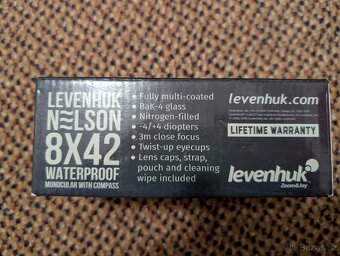 LEVENHUK
NELSON
8X42
WATERPROOF
MONOCULAR WITH COMPASS
• Fully multi-coated
• BaK-4 glass
• Nitrogen-filled
• -4/+4 diopters
• 3m close focus
• Twist-up eyecups
• Lens caps, strap,
pouch and cleaning
wipe included
levenhuk.com
LIFETIME WARRANTY
levenhuk
Zoom&Joy